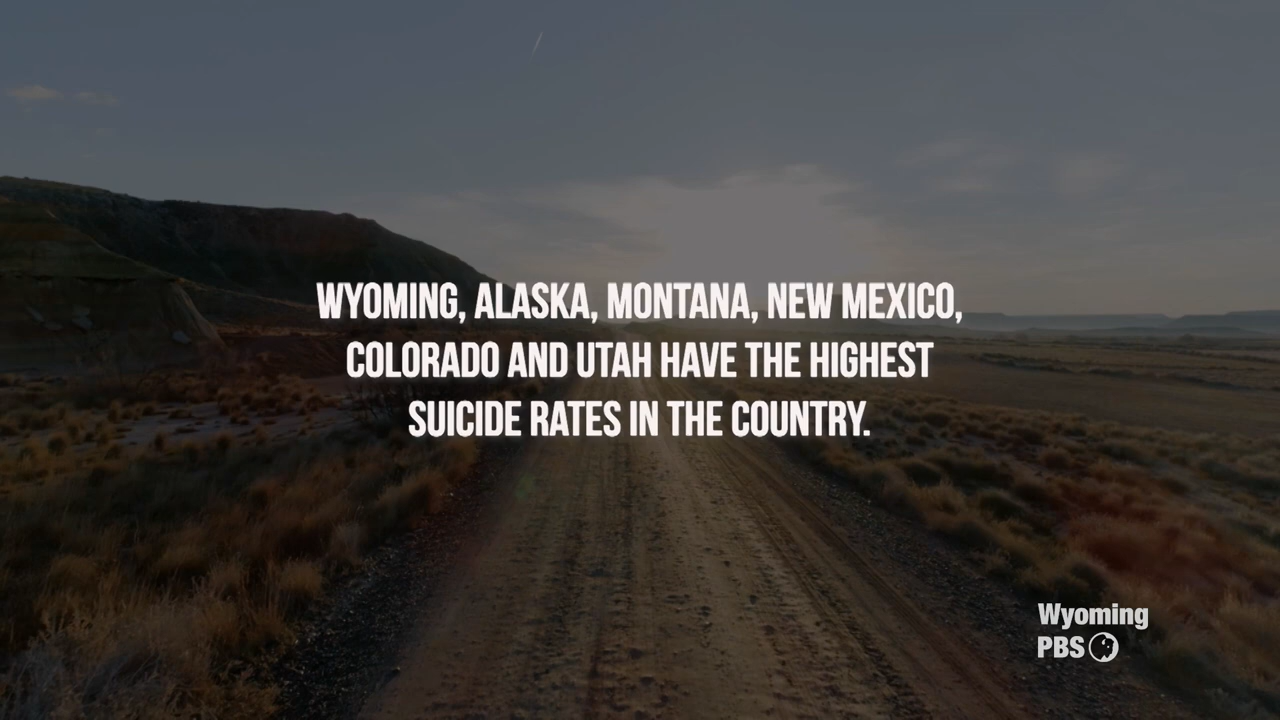 WYOMING, ALASKA, MONTANA, NEW MEXICO,
COLORADO AND UTAH HAVE THE HIGHEST
SUICIDE RATES IN THE COUNTRY.
Wyoming
PBS